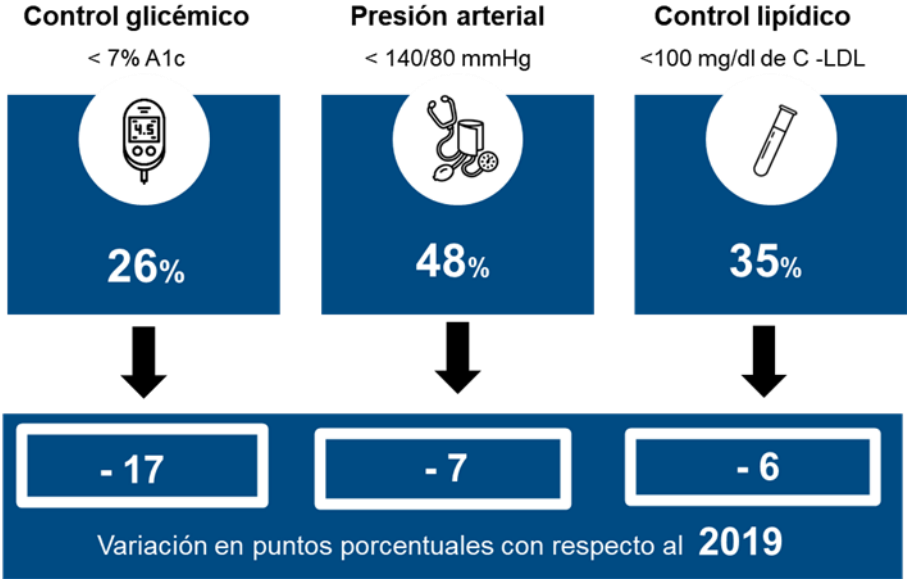 Control glicémico
< 7% A1c
4.5
26%
Presión arterial
< 140/80 mmHg
48%
Control lipídico
<100 mg/dl de C -LDL
35%
- 17
- 7
- 6
Variación en puntos porcentuales con respecto al 2019